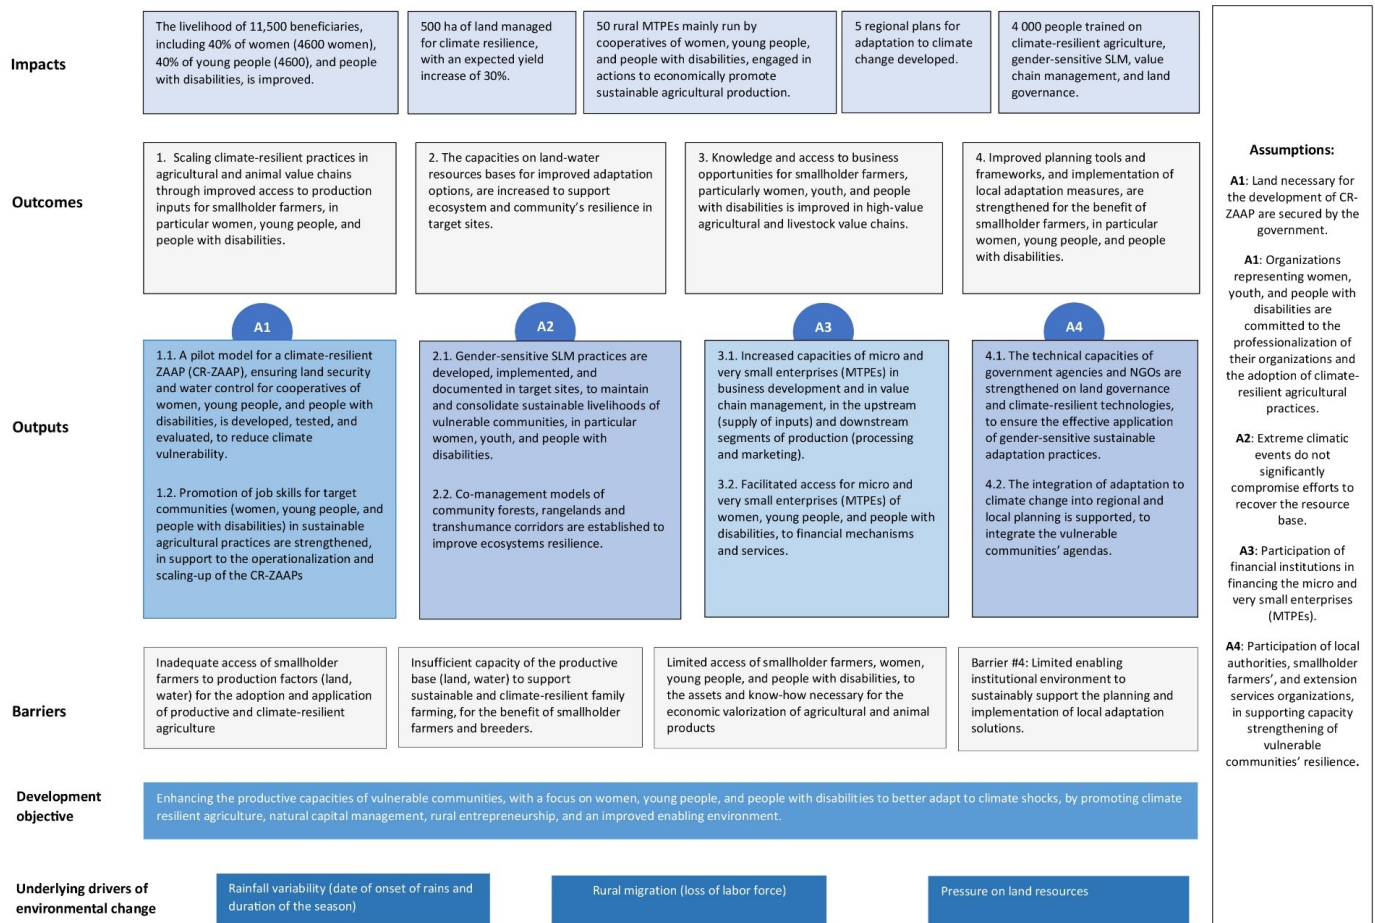 Impacts
The livelihood of 11,500 beneficiaries,
including 40% of women (4600 women),
40% of young people (4600), and people
with disabilities, is improved.
500 ha of land managed
for climate resilience,
with an expected yield
increase of 30%.
50 rural MTPEs mainly run by
cooperatives of women, young people,
and people with disabilities, engaged in
actions to economically promote
sustainable agricultural production.
5 regional plans for
adaptation to climate
change developed.
4 000 people trained on
climate-resilient agriculture,
gender-sensitive SLM, value
chain management, and land
governance.
Outcomes
1. Scaling climate-resilient practices in
agricultural and animal value chains
through improved access to production
inputs for smallholder farmers, in
particular women, young people, and
people with disabilities.
2. The capacities on land-water
resources bases for improved adaptation
options, are increased to support
ecosystem and community's resilience in
target sites.
3. Knowledge and access to business
opportunities for smallholder farmers,
particularly women, youth, and people
with disabilities is improved in high-value
agricultural and livestock value chains.
4. Improved planning tools and
frameworks, and implementation of
local adaptation measures, are
strengthened for the benefit of
smallholder farmers, in particular
women, young people, and people
with disabilities.
A1
A2
A3
A4
Outputs
1.1. A pilot model for a climate-resilient
ZAAP (CR-ZAAP), ensuring land security
and water control for cooperatives of
women, young people, and people with
disabilities, is developed, tested, and
evaluated, to reduce climate
vulnerability.
1.2. Promotion of job skills for target
communities (women, young people, and
people with disabilities) in sustainable
agricultural practices are strengthened,
in support to the operationalization and
scaling-up of the CR-ZAAPs
2.1. Gender-sensitive SLM practices are
developed, implemented, and
documented in target sites, to maintain
and consolidate sustainable livelihoods of
vulnerable communities, in particular
women, youth, and people with
disabilities.
2.2. Co-management models of
community forests, rangelands and
transhumance corridors are established to
improve ecosystems resilience.
3.1. Increased capacities of micro and
very small enterprises (MTPEs) in
business development and in value
chain management, in the upstream
(supply of inputs) and downstream
segments of production (processing
and marketing).
3.2. Facilitated access for micro and
very small enterprises (MTPEs) of
women, young people, and people with
disabilities, to financial mechanisms
and services.
4.1. The technical capacities of
government agencies and NGOs are
strengthened on land governance
and climate-resilient technologies,
to ensure the effective application
of gender-sensitive sustainable
adaptation practices.
4.2. The integration of adaptation to
climate change into regional and
local planning is supported, to
integrate the vulnerable
communities' agendas.
Barriers
Inadequate access of smallholder
farmers to production factors (land,
water) for the adoption and application
of productive and climate-resilient
agriculture
Insufficient capacity of the productive
base (land, water) to support
sustainable and climate-resilient family
farming, for the benefit of smallholder
farmers and breeders.
Limited access of smallholder farmers, women,
young people, and people with disabilities, to
the assets and know-how necessary for the
economic valorization of agricultural and animal
products
Barrier #4: Limited enabling
institutional environment to
sustainably support the planning and
implementation of local adaptation
solutions.
Development
objective
Enhancing the productive capacities of vulnerable communities, with a focus on women, young people, and people with disabilities to better adapt to climate shocks, by promoting climate
resilient agriculture, natural capital management, rural entrepreneurship, and an improved enabling environment.
Underlying drivers of
environmental change
Rainfall variability (date of onset of rains and
duration of the season)
Rural migration (loss of labor force)
Pressure on land resources
Assumptions:
A1: Land necessary for
the development of CR-
ZAAP are secured by the
government.
A1: Organizations
representing women,
youth, and people with
disabilities are
committed to the
professionalization of
their organizations and
the adoption of climate-
resilient agricultural
practices.
A2: Extreme climatic
events do not
significantly
compromise efforts to
recover the resource
base.
A3: Participation of
financial institutions in
financing the micro and
very small enterprises
(MTPEs).
A4: Participation of local
authorities, smallholder
farmers', and extension
services organizations,
in supporting capacity
strengthening of
vulnerable
communities' resilience.